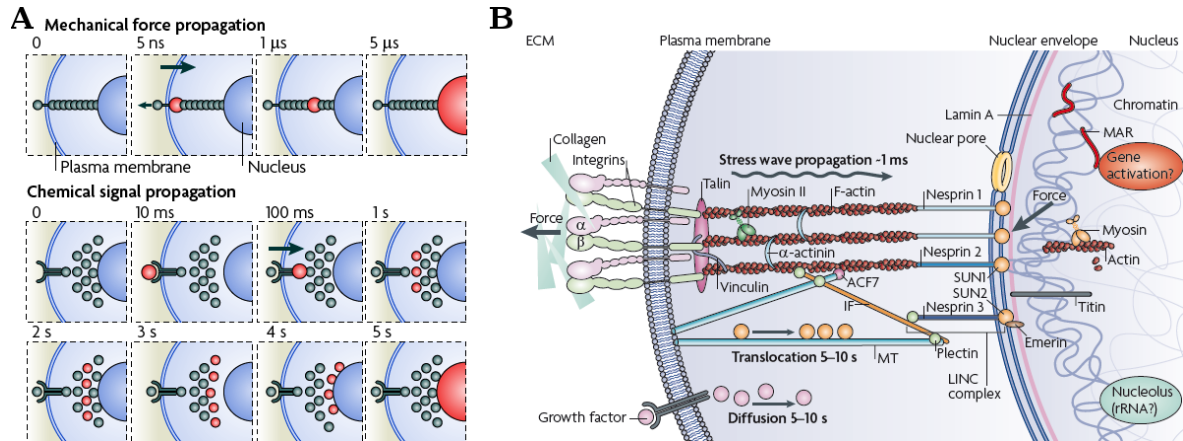 A
Mechanical force propagation
0
5 ns
1 µs
5 µs
Plasma membrane
Nucleus
Chemical signal propagation
0
10 ms
100 ms
1 s
2 s
3 s
4 s
5 s
B
ECM
Plasma membrane
Nuclear envelope
Nucleus
Chromatin
Lamin A
MAR
Nuclear pore
Gene
activation?
Collagen
Integrins
Stress wave propagation ~1 ms
Talin
Myosin II
F-actin
Nesprin 1
Force
Force
α
β
Myosin
Actin
α-actinin
Nesprin 2
Vinculin
ACF7
SUN1
SUN2
IF
Nesprin 3
Titin
Emerin
Translocation 5–10 s
MT
Plectin
LINC
complex
Nucleolus
(rRNA?)
Growth factor
Diffusion 5–10 s